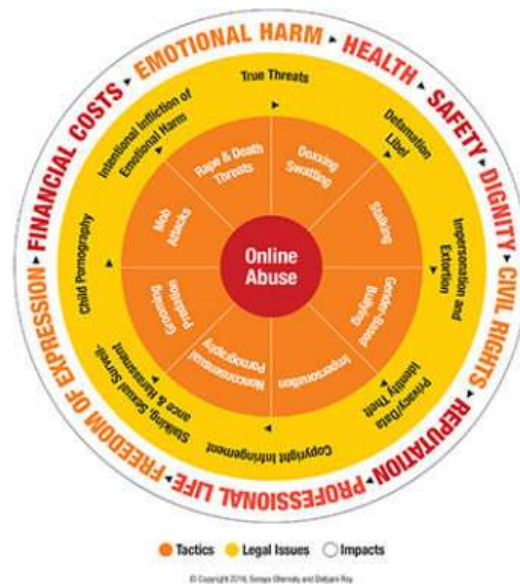 EMOTIONAL HARM
HEALTH
SAFETY
DIGNITY
CIVIL RIGHTS
REPUTATION
PROFESSIONAL LIFE
FREEDOM OF EXPRESSION
FINANCIAL COSTS
True Threats
Defamation
Libel
Impersonation and
Extortion
Privacy/Data
Identity Theft
Copyright Infringement
Stalking, Sexual Surveil-
ance & Harassment
Child Pornography
Intentional Infliction of
Emotional Harm
Doxxing
Swatting
Stalking
Gender-Based
Bullying
Impersonation
Nonconsensual
Pornography
Grooming
Predation
Mob
Attacks
Rape & Death
Threats
Online
Abuse
Tactics
Legal Issues
Impacts
© Copyright 2016, Soraya Chemaly and Debjani Roy